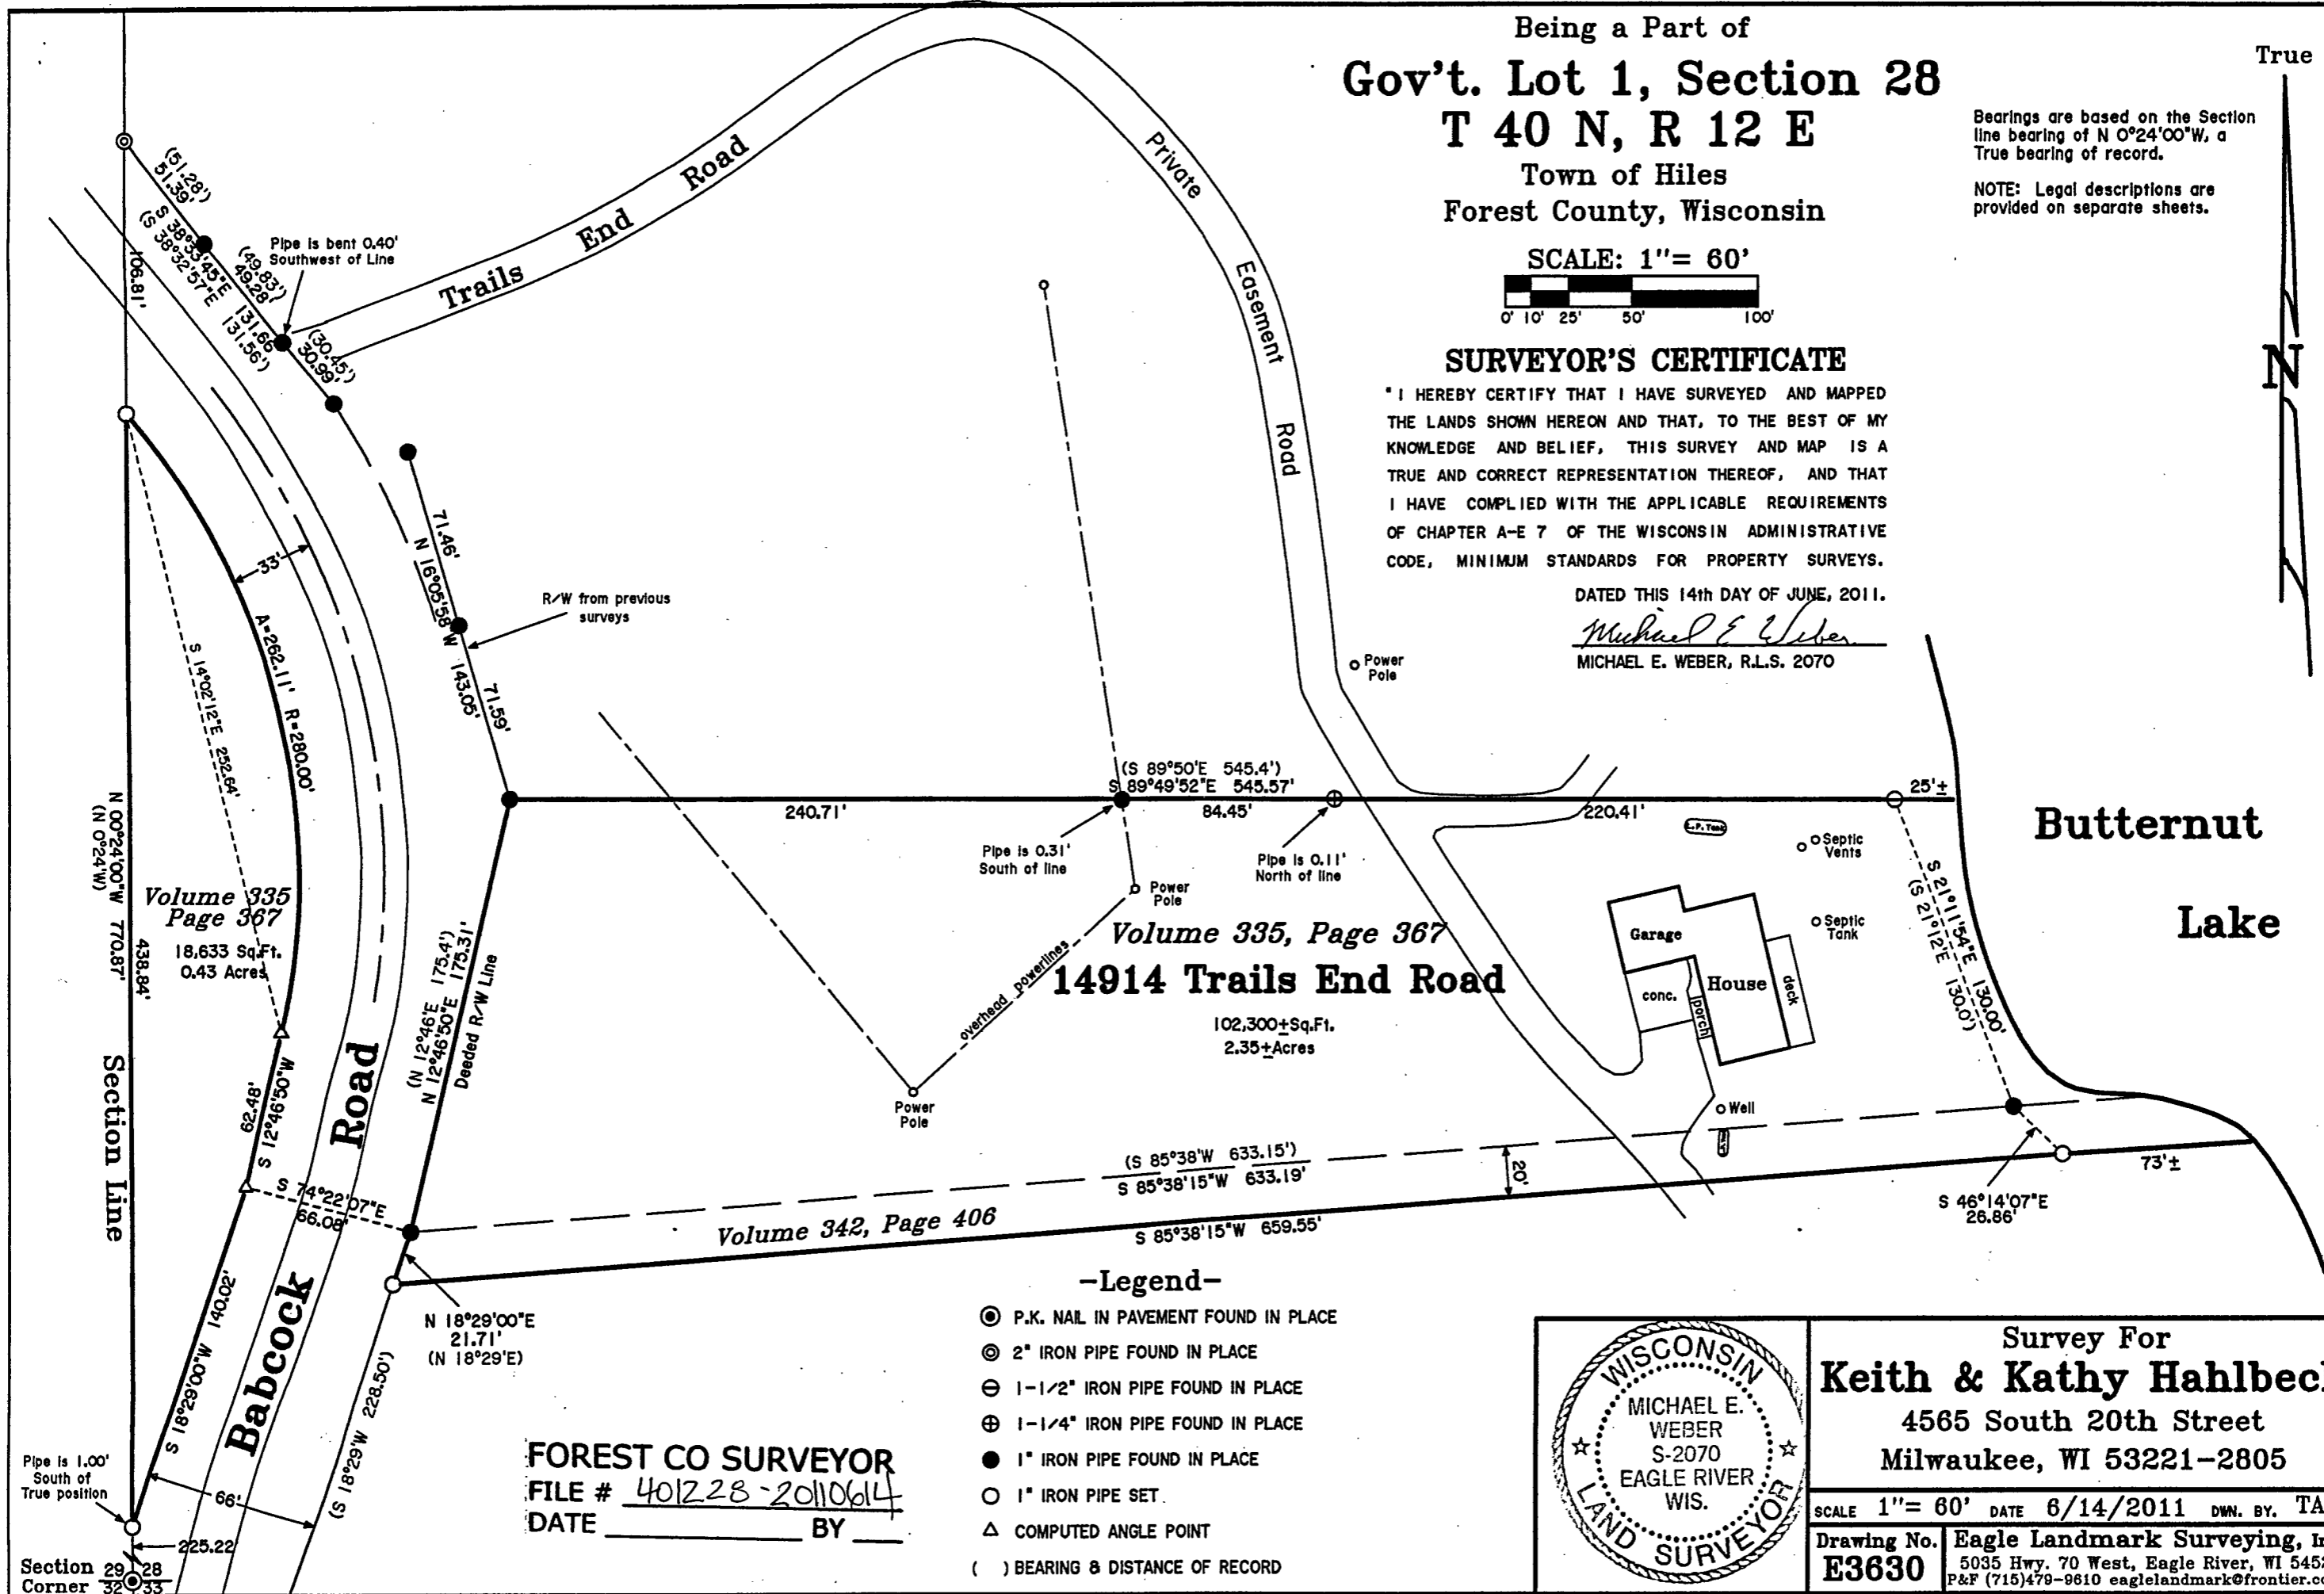 Being a Part of
Gov't. Lot 1, Section 28
T 40 N, R 12 E
Town of Hiles
Forest County, Wisconsin
SCALE: 1"= 60'
0' 10' 25' 50' 100'
True
N
Bearings are based on the Section
line bearing of N 0°24'00"W, a
True bearing of record.
NOTE: Legal descriptions are
provided on separate sheets.
SURVEYOR'S CERTIFICATE
"I HEREBY CERTIFY THAT I HAVE SURVEYED AND MAPPED
THE LANDS SHOWN HEREON AND THAT, TO THE BEST OF MY
KNOWLEDGE AND BELIEF, THIS SURVEY AND MAP IS A
TRUE AND CORRECT REPRESENTATION THEREOF, AND THAT
I HAVE COMPLIED WITH THE APPLICABLE REQUIREMENTS
OF CHAPTER A-E 7 OF THE WISCONSIN ADMINISTRATIVE
CODE, MINIMUM STANDARDS FOR PROPERTY SURVEYS.
DATED THIS 14th DAY OF JUNE, 2011.
Michael E Weber
MICHAEL E. WEBER, R.L.S. 2070
(51.28')
51.39'
S 38°33'45"E 131.66'
(S 38°32'57"E 131.56')
(49.83')
49.28'
(30.45')
30.99'
106.81'
Pipe is bent 0.40'
Southwest of Line
Trails End Road
Private Easement Road
33'
71.46'
N 16°05'58"W 143.05'
71.59'
R/W from previous
surveys
A=262.11' R=280.00'
S 14°02'12"E 252.64'
N 00°24'00"W 770.87'
(N 0°24'W)
438.84'
Section Line
Volume 335
Page 367
18,633 Sq.Ft.
0.43 Acres
62.48'
S 12°46'50"W
S 74°22'07"E
66.08'
S 18°29'00"W 140.02'
Babcock Road
66'
(S 18°29'W 228.50')
Pipe is 1.00'
South of
True position
225.22'
Section
Corner
29 28
32 33
(N 12°46'E 175.4')
N 12°46'50"E 175.31'
Deeded R/W Line
N 18°29'00"E
21.71'
(N 18°29'E)
(S 89°50'E 545.4')
S 89°49'52"E 545.57'
240.71'
84.45'
220.41'
25'±
Pipe is 0.31'
South of line
Pipe is 0.11'
North of line
Power
Pole
Power
Pole
Power
Pole
overhead powerlines
Volume 335, Page 367
14914 Trails End Road
102,300±Sq.Ft.
2.35±Acres
L.P. Tank
Septic
Vents
Septic
Tank
Garage
House
deck
conc.
porch
Well
Butternut
Lake
S 21°11'54"E 130.00'
(S 21°12'E 130.0')
(S 85°38'W 633.15')
S 85°38'15"W 633.19'
20'
73'±
S 46°14'07"E
26.86'
Volume 342, Page 406
S 85°38'15"W 659.55'
-Legend-
P.K. NAIL IN PAVEMENT FOUND IN PLACE
2" IRON PIPE FOUND IN PLACE
1-1/2" IRON PIPE FOUND IN PLACE
1-1/4" IRON PIPE FOUND IN PLACE
1" IRON PIPE FOUND IN PLACE
1" IRON PIPE SET
COMPUTED ANGLE POINT
( ) BEARING & DISTANCE OF RECORD
FOREST CO SURVEYOR
FILE # 401228-20110614
DATE BY
WISCONSIN
MICHAEL E.
WEBER
S-2070
EAGLE RIVER
WIS.
LAND SURVEYOR
Survey For
Keith & Kathy Hahlbec
4565 South 20th Street
Milwaukee, WI 53221-2805
SCALE 1"= 60' DATE 6/14/2011 DWN. BY. TA
Drawing No.
E3630
Eagle Landmark Surveying, In
5035 Hwy. 70 West, Eagle River, WI 545
P&F (715)479-9610 eaglelandmark@frontier.co